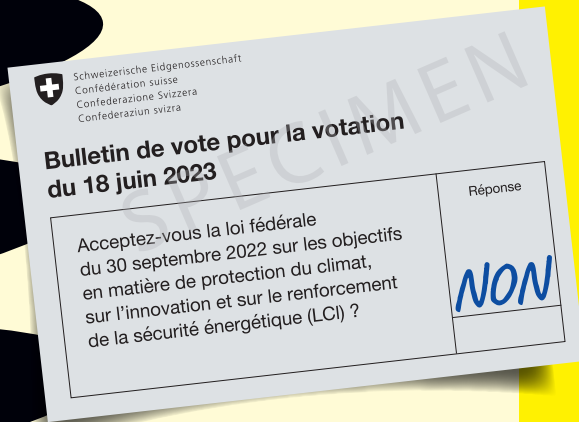 Schweizerische Eidgenossenschaft
Confédération suisse
Confederazione Svizzera
Confederaziun svizra
Bulletin de vote pour la votation
du 18 juin 2023
SPECIMEN
Acceptez-vous la loi fédérale
du 30 septembre 2022 sur les objectifs
en matière de protection du climat,
sur l’innovation et sur le renforcement
de la sécurité énergétique (LCI) ?
Réponse
NON